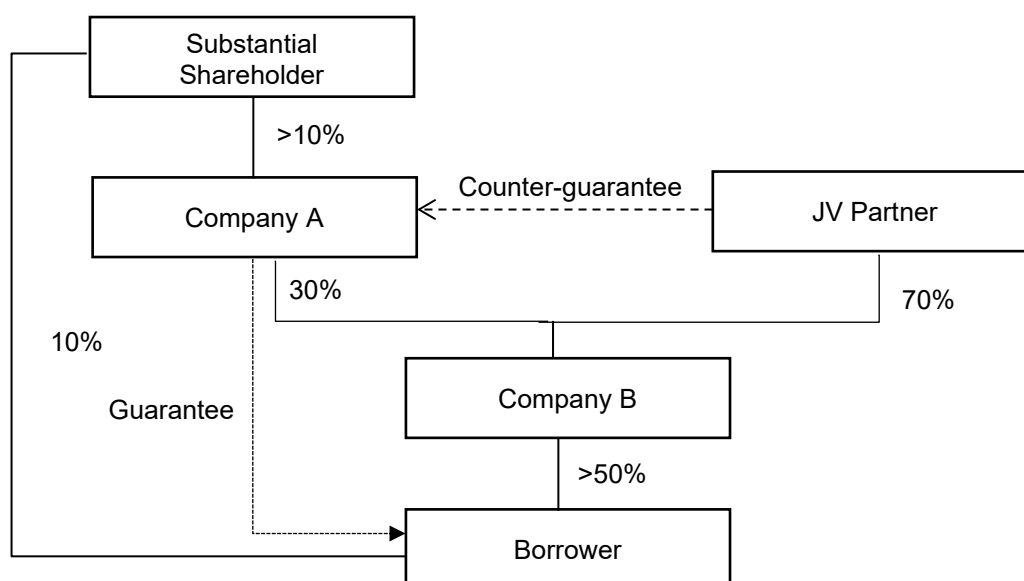 Substantial
Shareholder
>10%
Counter-guarantee
Company A
JV Partner
30%
70%
10%
Company B
Guarantee
>50%
Borrower